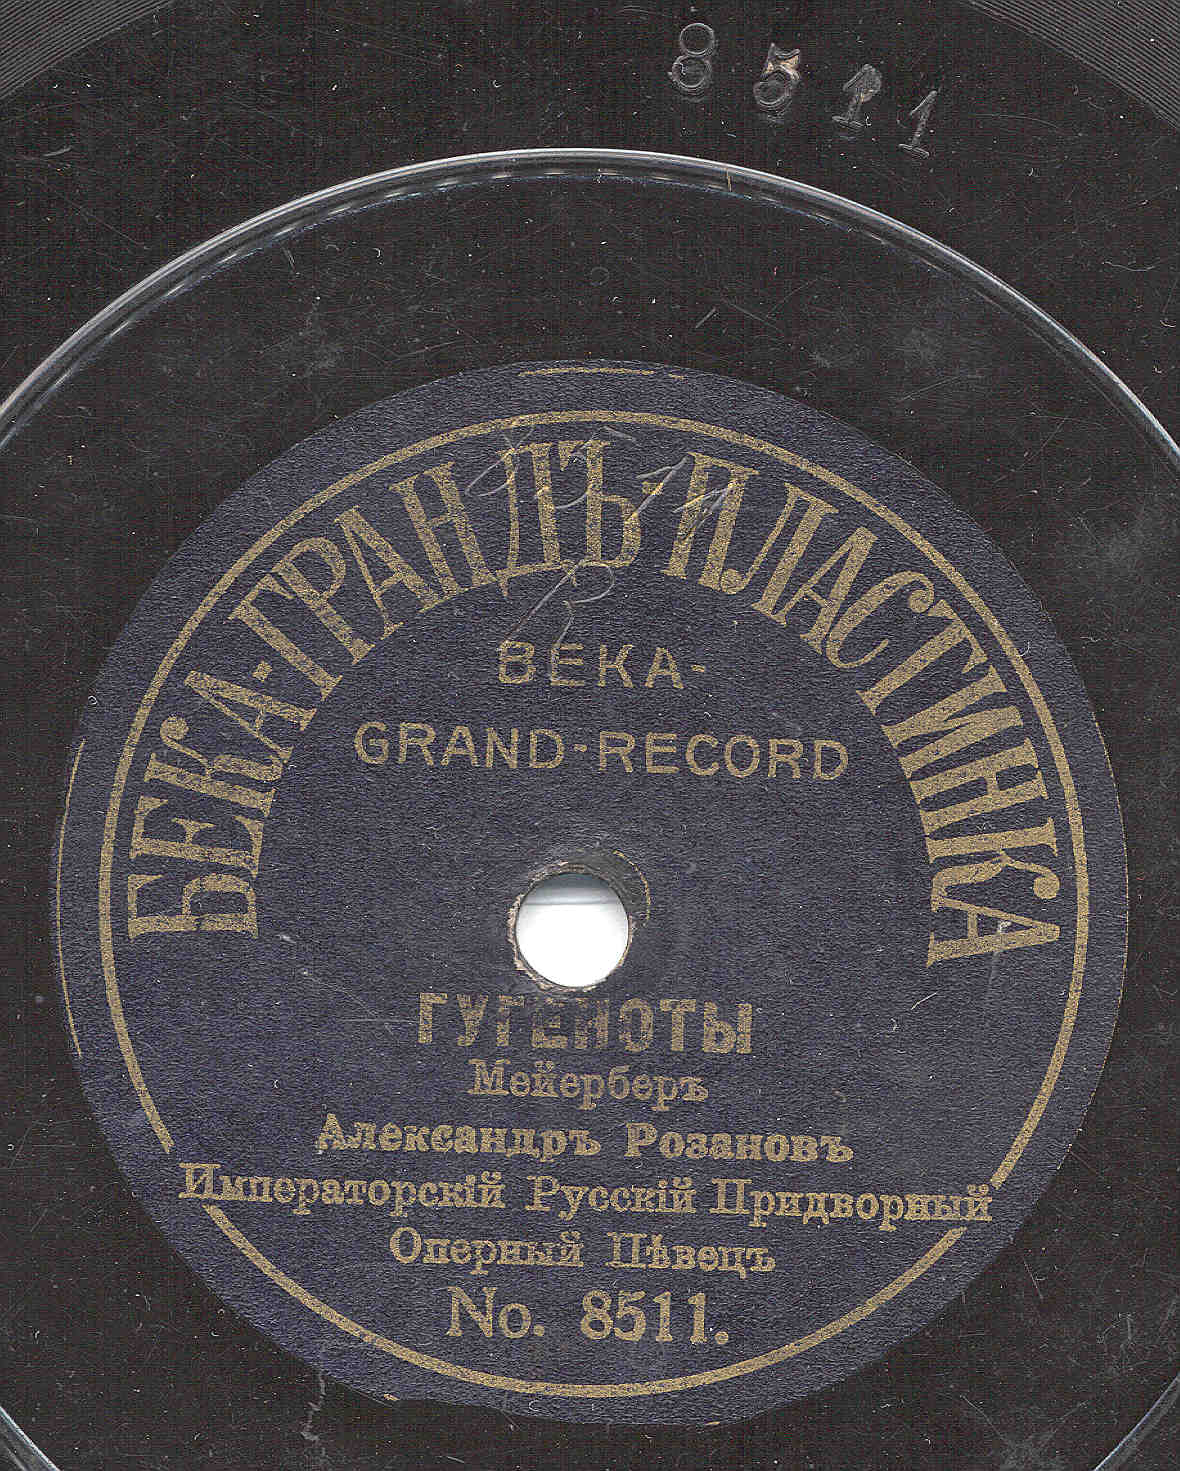 8511
БЕКА-ГРАНДЪ-ПЛАСТИНКА
BEKA-
GRAND-RECORD
ГУГЕНОТЫ
Мейерберъ
Александръ Розановъ
Императорскій Русскій Придворный
Оперный Пѣвецъ
No. 8511.